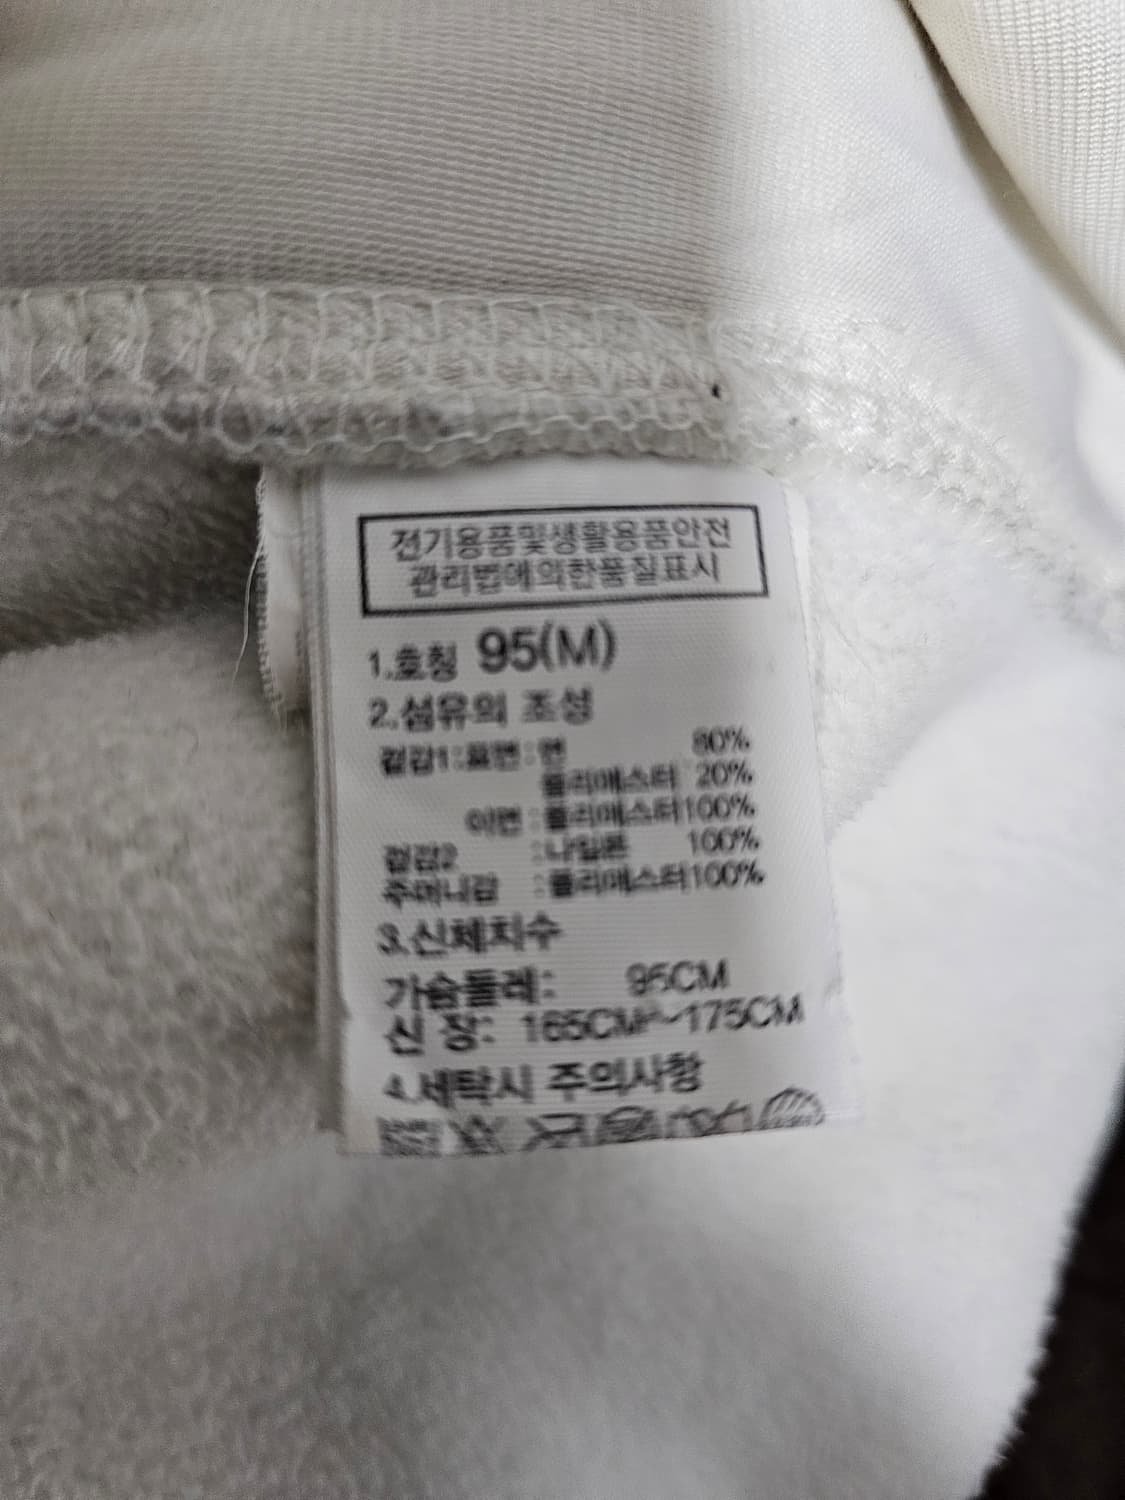 전기용품및생활용품안전
관리법에의한품질표시
1.호칭 95(M)
2.섬유의 조성
겉감1:표면:면 80%
폴리에스터 20%
이면:폴리에스터100%
겉감2 :나일론 100%
주머니감 :폴리에스터100%
3.신체치수
가슴둘레: 95CM
신 장: 165CM~175CM
4.세탁시 주의사항